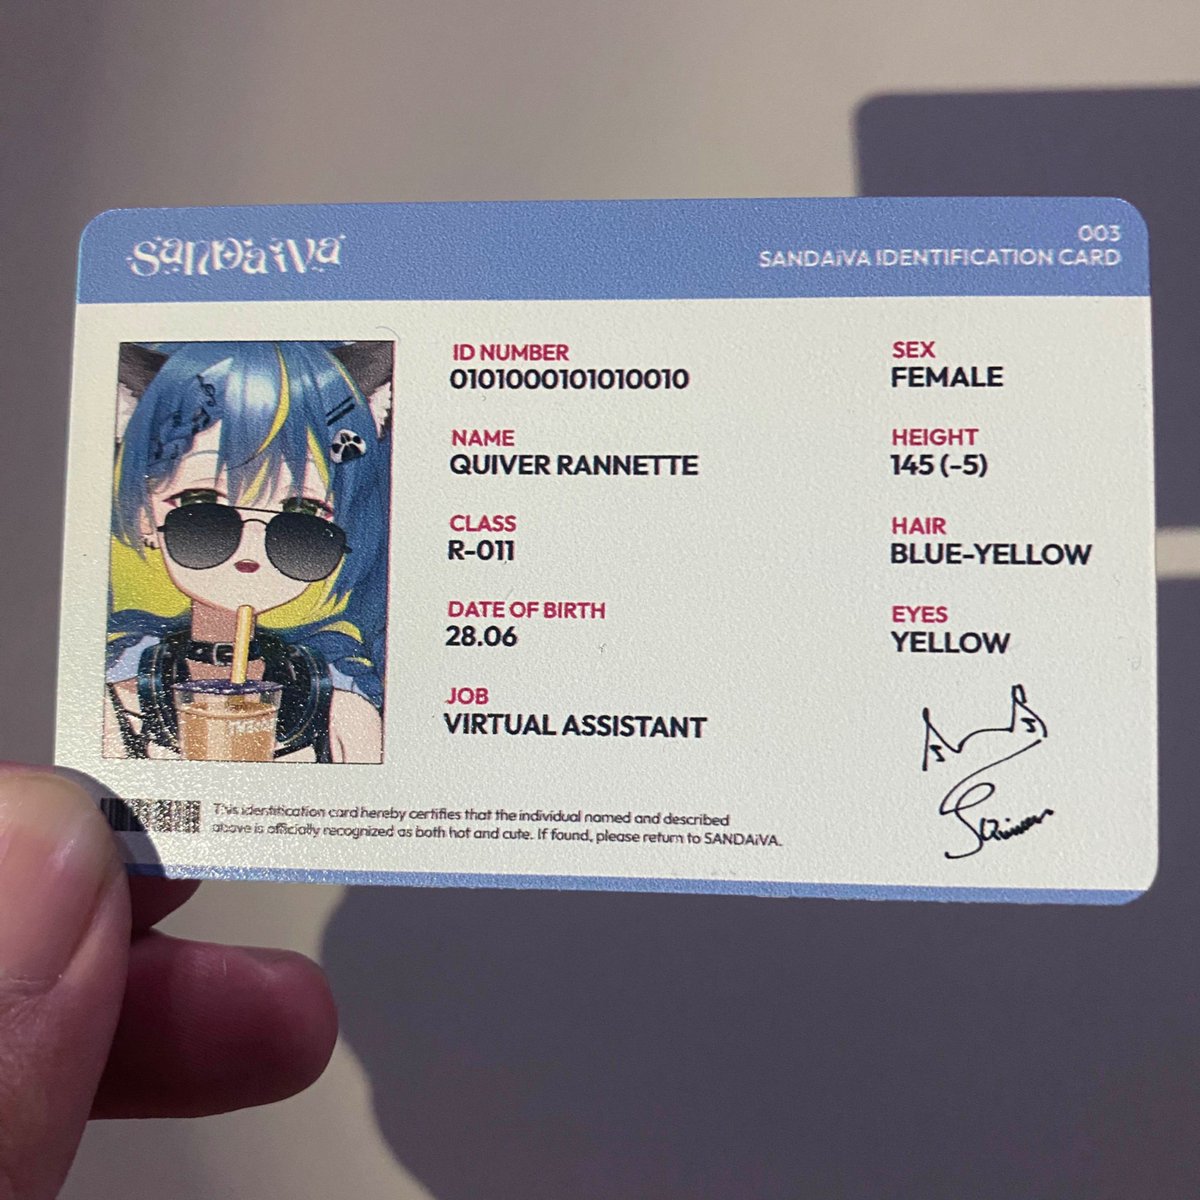 SANDAiVA
003
SANDAiVA IDENTIFICATION CARD
ID NUMBER
0101000101010010
NAME
QUIVER RANNETTE
CLASS
R-011
DATE OF BIRTH
28.06
JOB
VIRTUAL ASSISTANT
SEX
FEMALE
HEIGHT
145 (-5)
HAIR
BLUE-YELLOW
EYES
YELLOW
This identification card hereby certifies that the individual named and described
above is officially recognized as both hot and cute. If found, please return to SANDAiVA.